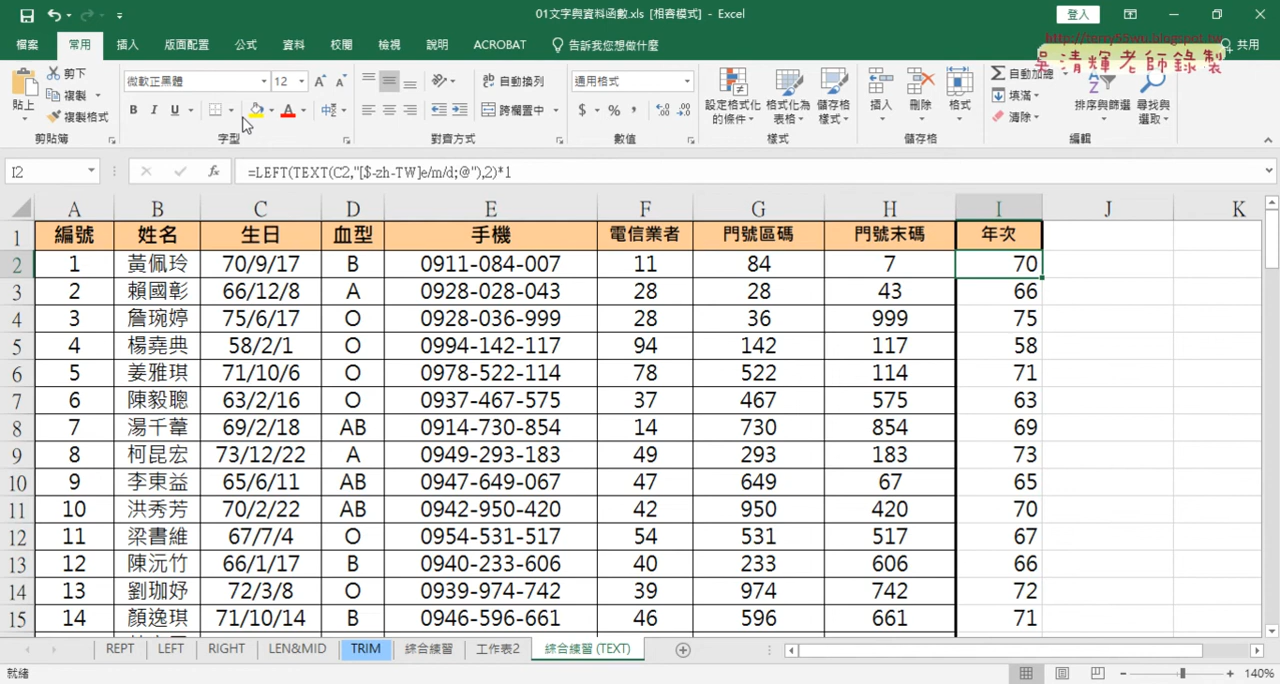 01文字與資料函數.xls [相容模式] - Excel
登入
http://terry55wu.blogspot.tw
吳清輝老師錄製
檔案 常用 插入 版面配置 公式 資料 校閱 檢視 說明 ACROBAT 告訴我您想做什麼 共用
貼上 剪下 複製 複製格式 剪貼簿
微軟正黑體 12 B I U A 中 字型
自動換列 跨欄置中 對齊方式
通用格式 $ % , 數值
設定格式化的條件 格式化為表格 儲存格樣式 樣式
插入 刪除 格式 儲存格
自動加總 填滿 清除 排序與篩選 尋找與選取 編輯
I2 fx =LEFT(TEXT(C2,"[$-zh-TW]e/m/d;@"),2)*1
A B C D E F G H I J K
1 編號 姓名 生日 血型 手機 電信業者 門號區碼 門號末碼 年次
2 1 黃佩玲 70/9/17 B 0911-084-007 11 84 7 70
3 2 賴國彰 66/12/8 A 0928-028-043 28 28 43 66
4 3 詹琬婷 75/6/17 O 0928-036-999 28 36 999 75
5 4 楊堯典 58/2/1 O 0994-142-117 94 142 117 58
6 5 姜雅琪 71/10/6 O 0978-522-114 78 522 114 71
7 6 陳毅聰 63/2/16 O 0937-467-575 37 467 575 63
8 7 湯千葦 69/2/18 AB 0914-730-854 14 730 854 69
9 8 柯昆宏 73/12/22 A 0949-293-183 49 293 183 73
10 9 李東益 65/6/11 AB 0947-649-067 47 649 67 65
11 10 洪秀芳 70/2/22 AB 0942-950-420 42 950 420 70
12 11 梁書維 67/7/4 O 0954-531-517 54 531 517 67
13 12 陳沅竹 66/1/17 B 0940-233-606 40 233 606 66
14 13 劉珈妤 72/3/8 O 0939-974-742 39 974 742 72
15 14 顏逸琪 71/10/14 B 0946-596-661 46 596 661 71
REPT LEFT RIGHT LEN&MID TRIM 綜合練習 工作表2 綜合練習 (TEXT)
就緒 140%